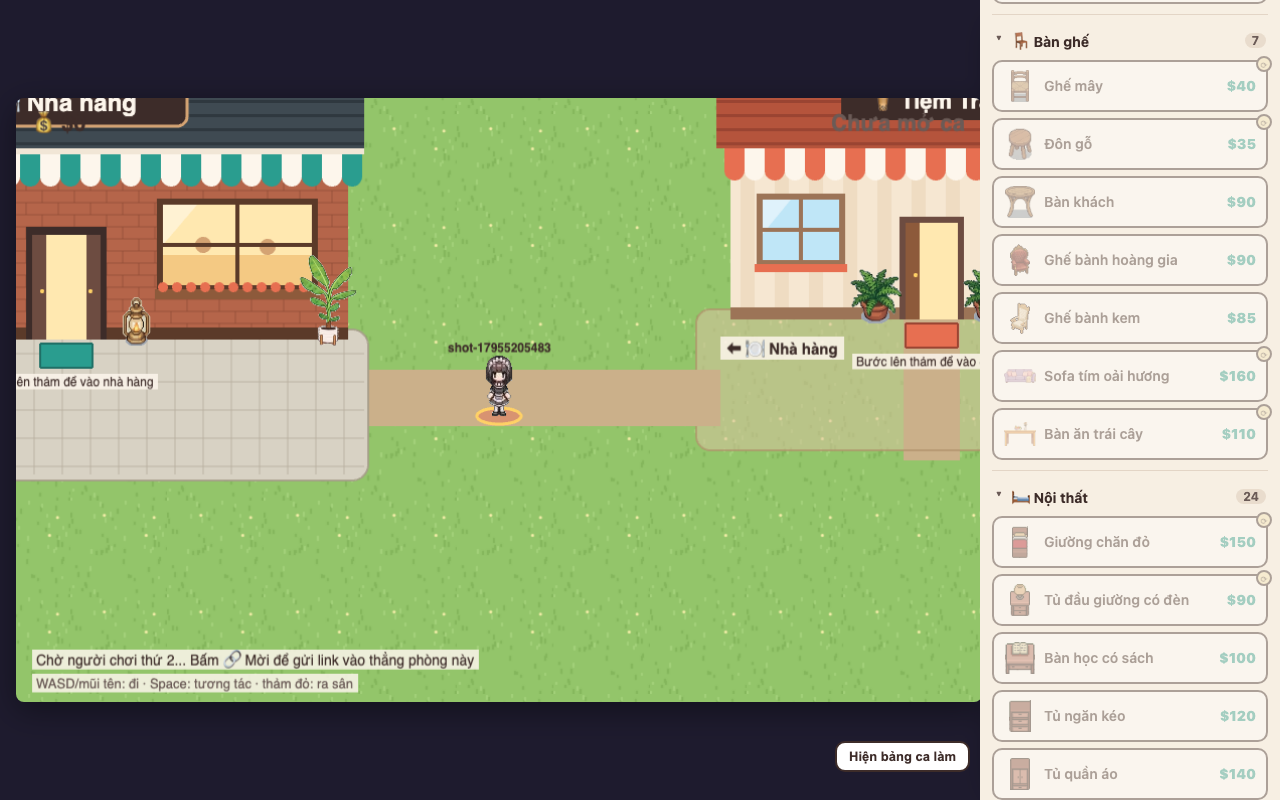 Nhà hàng
Tiệm
Chưa mở ca
shot-17955205483
lên thảm để vào nhà hàng
🍽️ Nhà hàng
Bước lên thảm để vào
Chờ người chơi thứ 2... Bấm 🔗 Mời để gửi link vào thẳng phòng này
WASD/mũi tên: đi · Space: tương tác · thảm đỏ: ra sân
Hiện bảng ca làm
Bàn ghế
7
Ghế mây
$40
Đôn gỗ
$35
Bàn khách
$90
Ghế bành hoàng gia
$90
Ghế bành kem
$85
Sofa tím oải hương
$160
Bàn ăn trái cây
$110
Nội thất
24
Giường chăn đỏ
$150
Tủ đầu giường có đèn
$90
Bàn học có sách
$100
Tủ ngăn kéo
$120
Tủ quần áo
$140